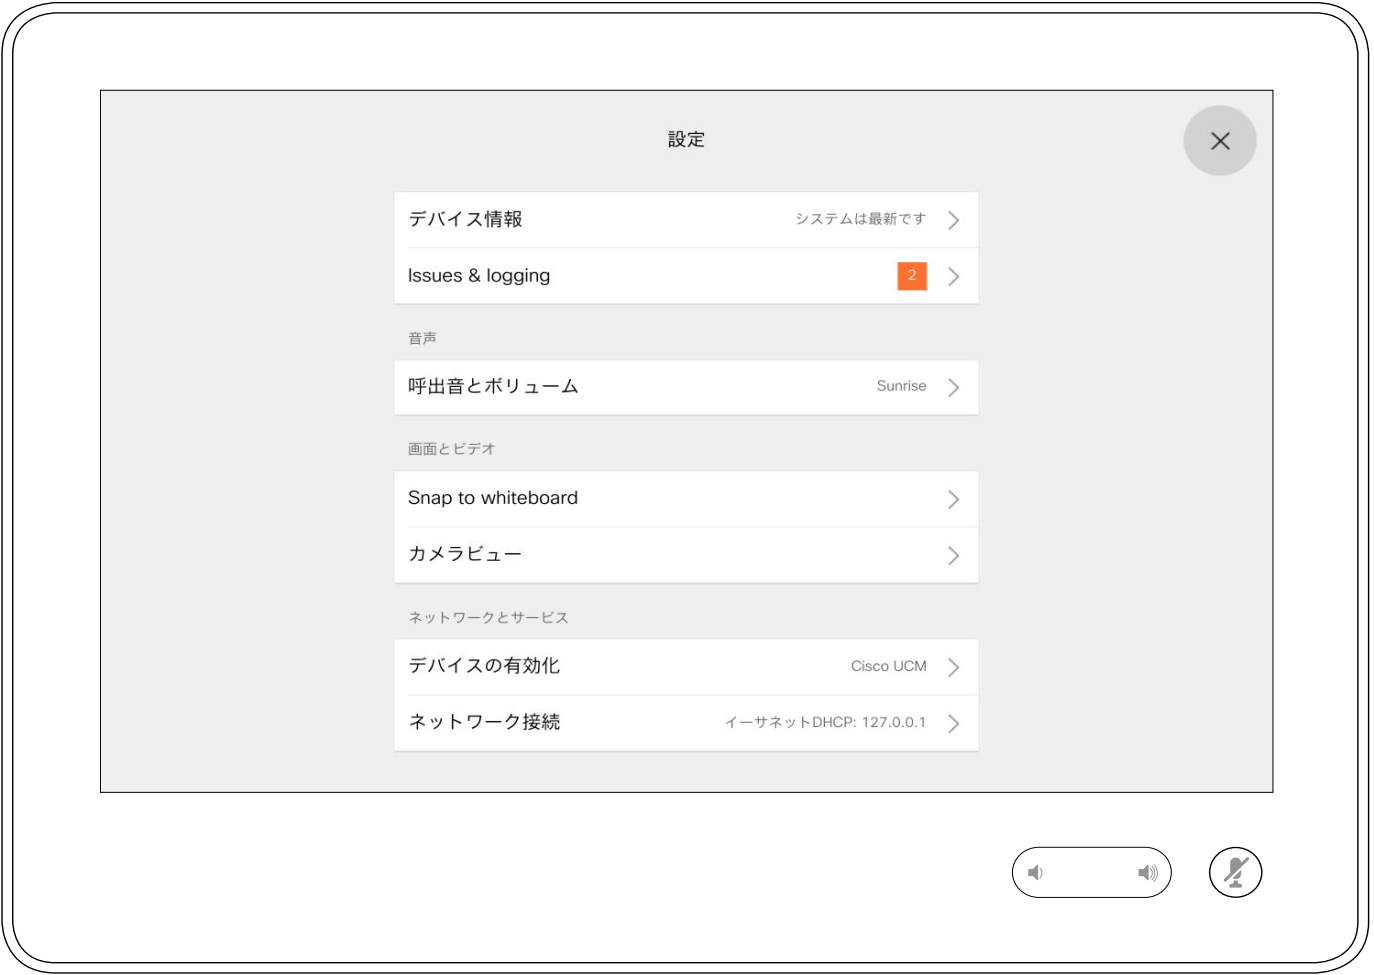 設定
デバイス情報 システムは最新です
Issues & logging 2
音声
呼出音とボリューム Sunrise
画面とビデオ
Snap to whiteboard
カメラビュー
ネットワークとサービス
デバイスの有効化 Cisco UCM
ネットワーク接続 イーサネットDHCP: 127.0.0.1